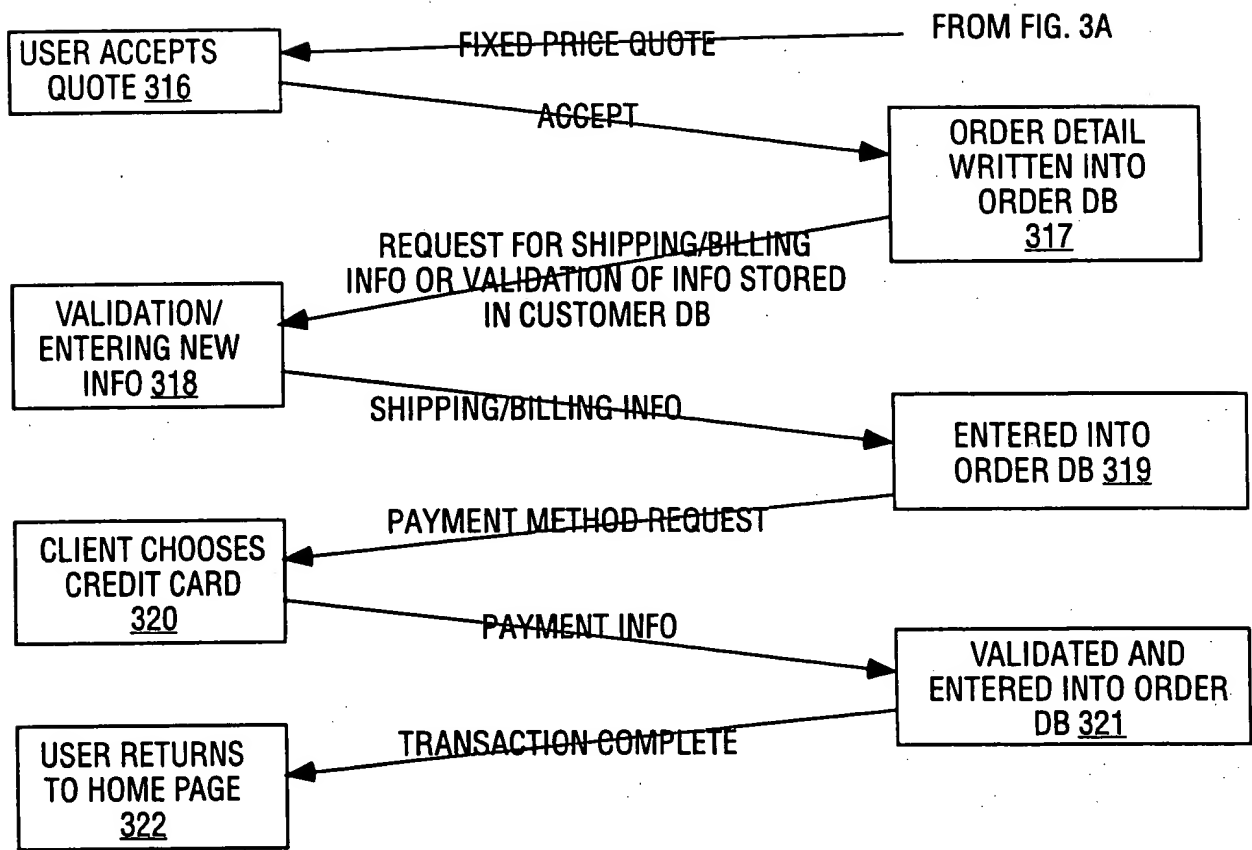 FROM FIG. 3A
FIXED PRICE QUOTE
USER ACCEPTS
QUOTE 316
ACCEPT
ORDER DETAIL
WRITTEN INTO
ORDER DB
317
REQUEST FOR SHIPPING/BILLING
INFO OR VALIDATION OF INFO STORED
IN CUSTOMER DB
VALIDATION/
ENTERING NEW
INFO 318
SHIPPING/BILLING INFO
ENTERED INTO
ORDER DB 319
PAYMENT METHOD REQUEST
CLIENT CHOOSES
CREDIT CARD
320
PAYMENT INFO
VALIDATED AND
ENTERED INTO ORDER
DB 321
TRANSACTION COMPLETE
USER RETURNS
TO HOME PAGE
322